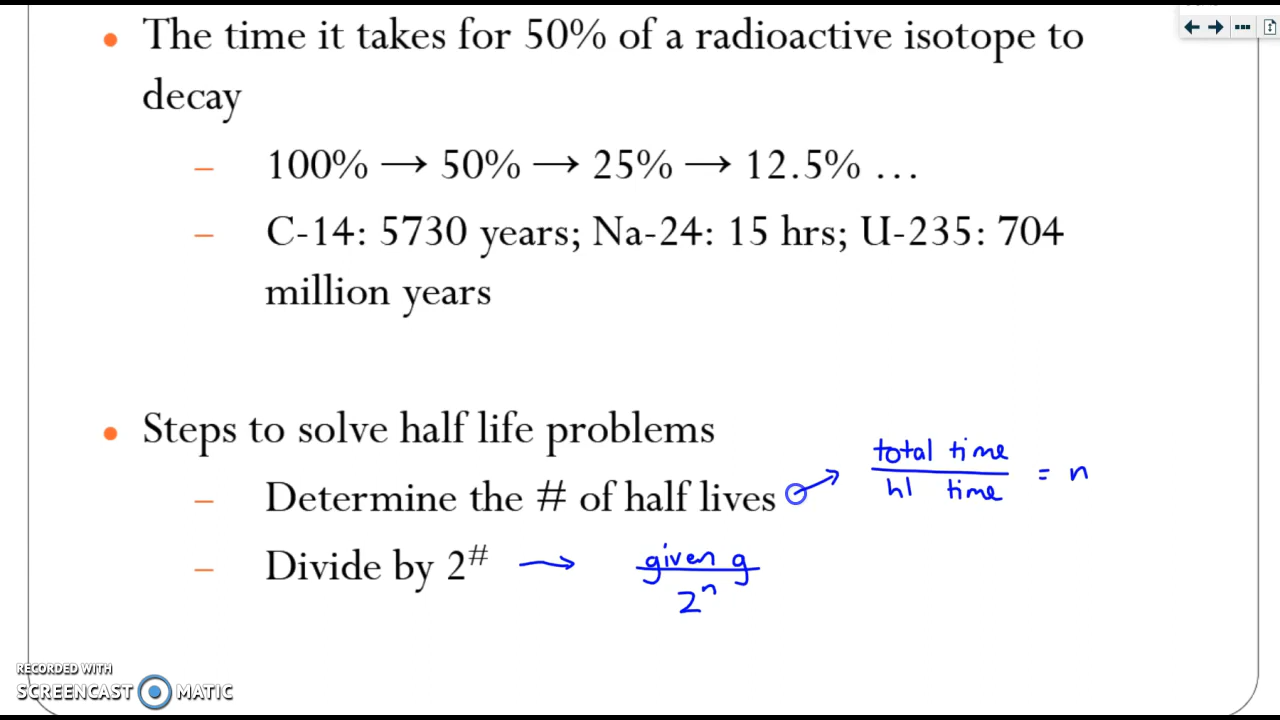 • The time it takes for 50% of a radioactive isotope to
decay
– 100% → 50% → 25% → 12.5% …
– C-14: 5730 years; Na-24: 15 hrs; U-235: 704
million years
• Steps to solve half life problems
– Determine the # of half lives → total time
hl time
= n
– Divide by 2^# → given g
2^n
RECORDED WITH
SCREENCAST MATIC